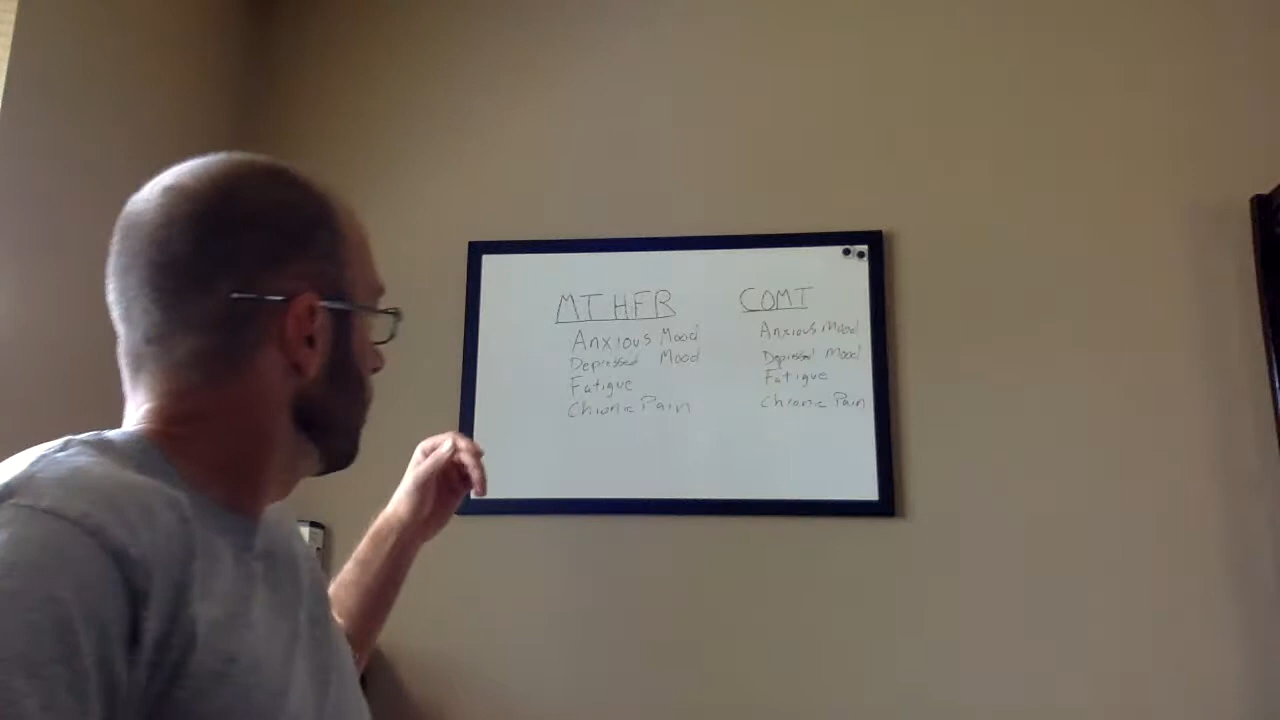 MTHFR
Anxious Mood
Depressed Mood
Fatigue
Chronic Pain
COMT
Anxious Mood
Depressed Mood
Fatigue
Chronic Pain